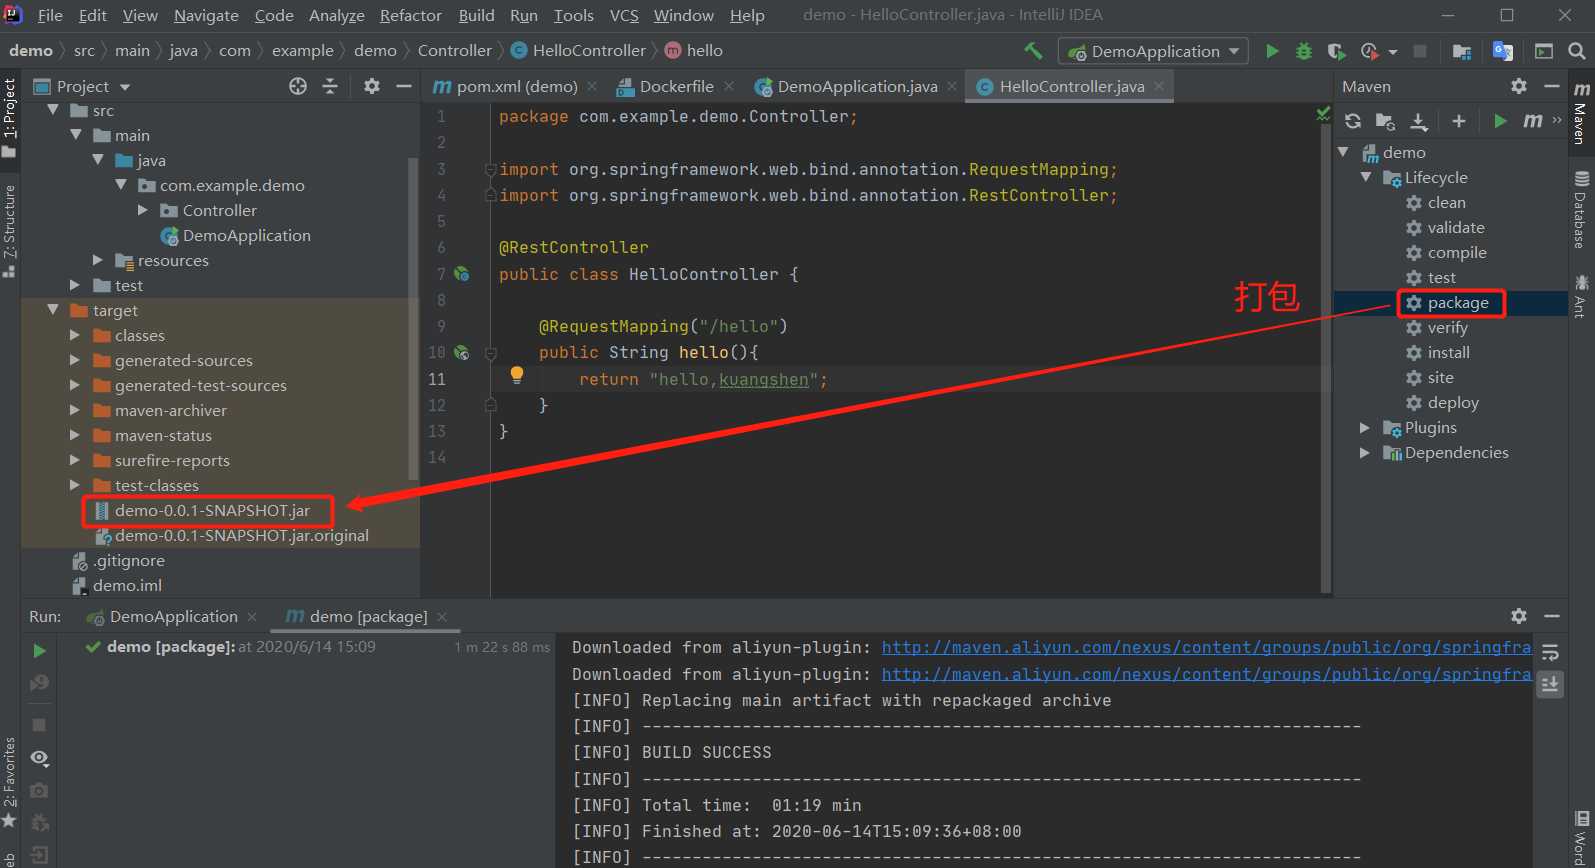 File Edit View Navigate Code Analyze Refactor Build Run Tools VCS Window Help demo - HelloController.java - IntelliJ IDEA
demo src main java com example demo Controller HelloController hello DemoApplication
1: Project
7: Structure
2: Favorites
Project
src
main
java
com.example.demo
Controller
DemoApplication
resources
test
target
classes
generated-sources
generated-test-sources
maven-archiver
maven-status
surefire-reports
test-classes
demo-0.0.1-SNAPSHOT.jar
demo-0.0.1-SNAPSHOT.jar.original
.gitignore
demo.iml
pom.xml (demo) Dockerfile DemoApplication.java HelloController.java
1 package com.example.demo.Controller;
2
3 import org.springframework.web.bind.annotation.RequestMapping;
4 import org.springframework.web.bind.annotation.RestController;
5
6 @RestController
7 public class HelloController {
8
9 @RequestMapping("/hello")
10 public String hello(){
11 return "hello,kuangshen";
12 }
13 }
14
打包
Maven
demo
Lifecycle
clean
validate
compile
test
package
verify
install
site
deploy
Plugins
Dependencies
Maven
Database
Ant
Word
Run: DemoApplication demo [package]
demo [package]: at 2020/6/14 15:09 1 m 22 s 88 ms
Downloaded from aliyun-plugin: http://maven.aliyun.com/nexus/content/groups/public/org/springfra
Downloaded from aliyun-plugin: http://maven.aliyun.com/nexus/content/groups/public/org/springfra
[INFO] Replacing main artifact with repackaged archive
[INFO] ------------------------------------------------------------------------
[INFO] BUILD SUCCESS
[INFO] ------------------------------------------------------------------------
[INFO] Total time:  01:19 min
[INFO] Finished at: 2020-06-14T15:09:36+08:00
[INFO] ------------------------------------------------------------------------